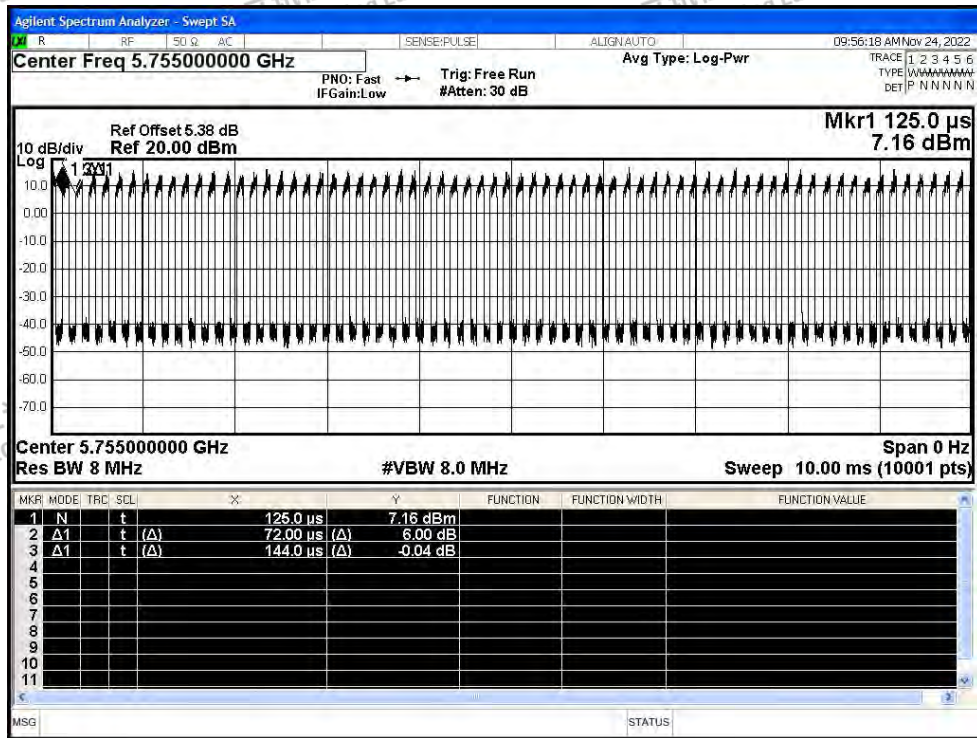 Agilent Spectrum Analyzer - Swept SA
LXI R RF 50 Ω AC SENSE:PULSE ALIGN AUTO 09:56:18 AM Nov 24, 2022
Center Freq 5.755000000 GHz
PNO: Fast Trig: Free Run Avg Type: Log-Pwr TRACE 1 2 3 4 5 6
IFGain:Low #Atten: 30 dB TYPE WWWWWW
DET P N N N N N
Ref Offset 5.38 dB Mkr1 125.0 µs
10 dB/div Ref 20.00 dBm 7.16 dBm
Log
10.0
0.00
-10.0
-20.0
-30.0
-40.0
-50.0
-60.0
-70.0
Center 5.755000000 GHz Span 0 Hz
Res BW 8 MHz #VBW 8.0 MHz Sweep 10.00 ms (10001 pts)
MKR MODE TRC SCL X Y FUNCTION FUNCTION WIDTH FUNCTION VALUE
1 N t 125.0 µs 7.16 dBm
2 Δ1 t (Δ) 72.00 µs (Δ) 6.00 dB
3 Δ1 t (Δ) 144.0 µs (Δ) -0.04 dB
4
5
6
7
8
9
10
11
MSG STATUS